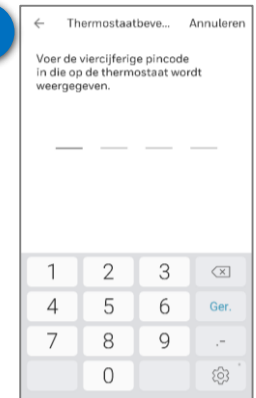 ← Thermostaatbeve... Annuleren
Voer de viercijferige pincode
in die op de thermostaat wordt
weergegeven.
1 2 3
4 5 6 Ger.
7 8 9 .-
0